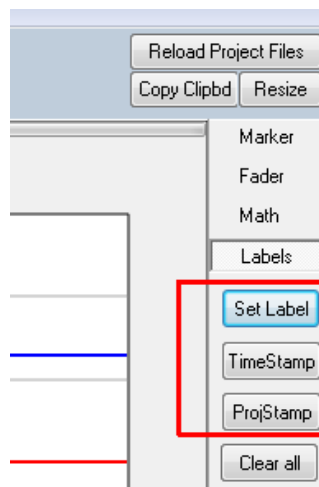 Reload Project Files
Copy Clipbd Resize
Marker
Fader
Math
Labels
Set Label
TimeStamp
ProjStamp
Clear all